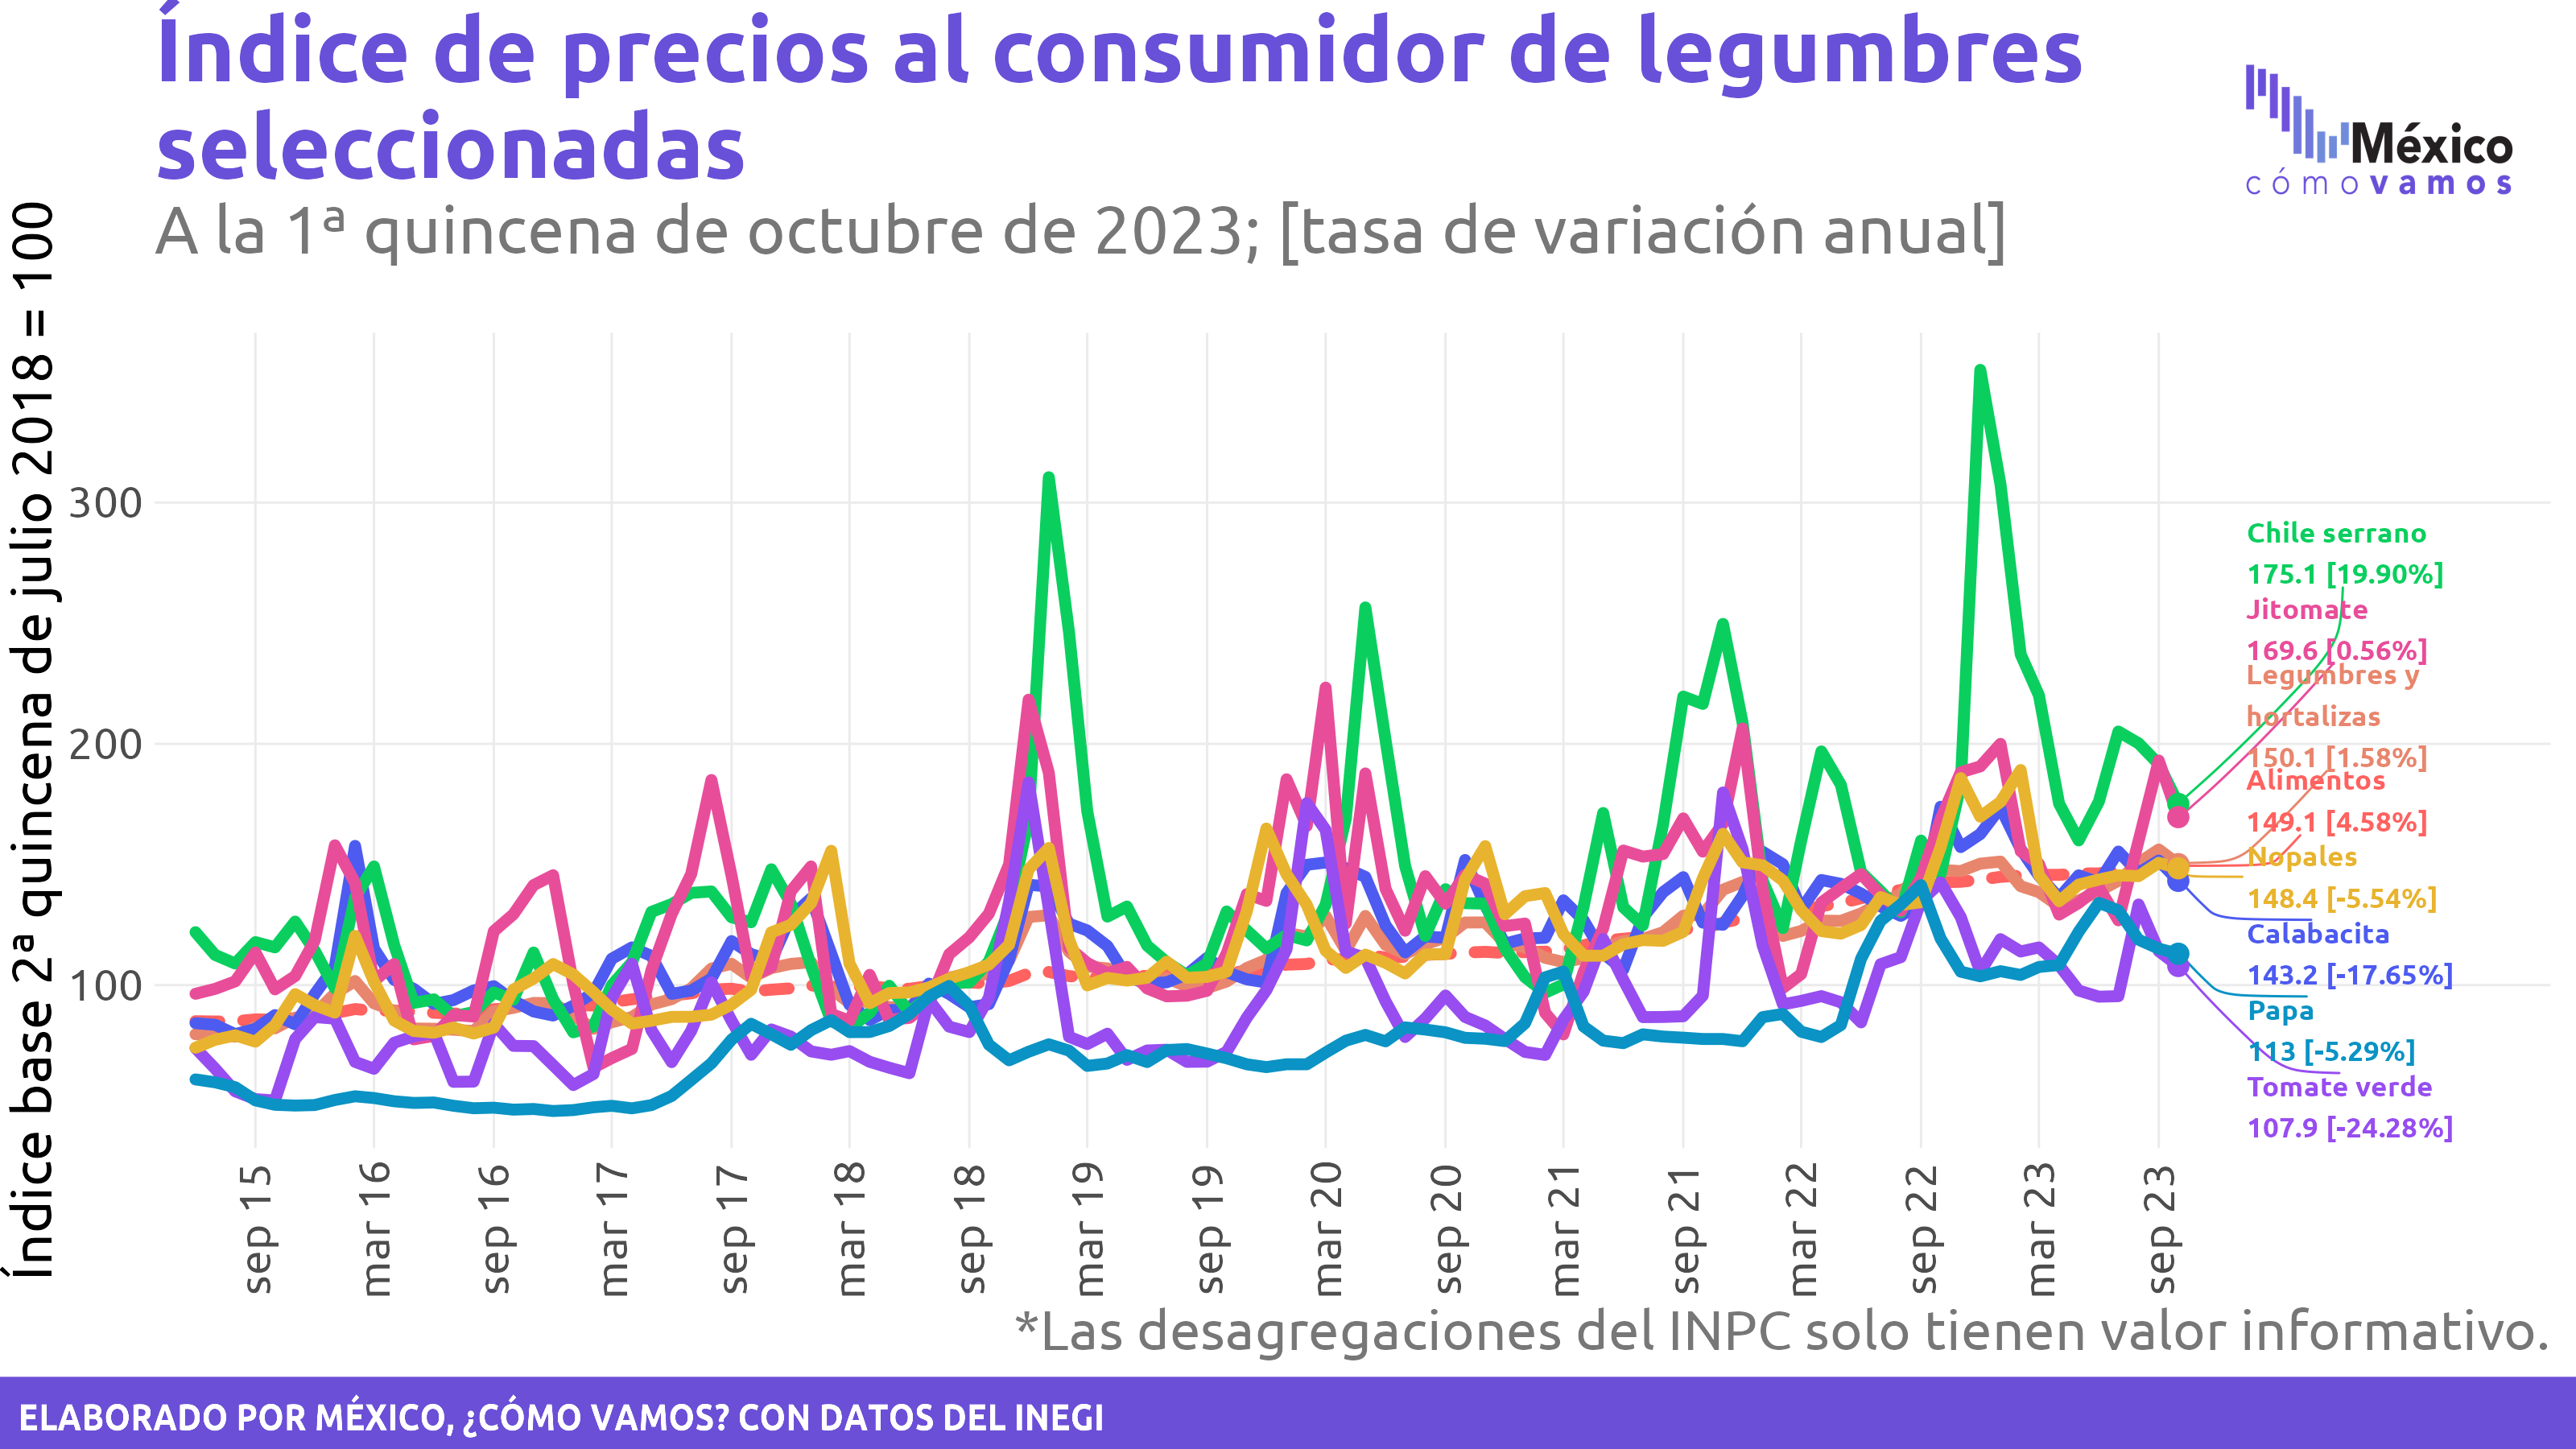 Índice de precios al consumidor de legumbres
seleccionadas
A la 1ª quincena de octubre de 2023; [tasa de variación anual]
México
cómo vamos
Índice base 2ª quincena de julio 2018 = 100
300
200
100
Chile serrano
175.1 [19.90%]
Jitomate
169.6 [0.56%]
Legumbres y
hortalizas
150.1 [1.58%]
Alimentos
149.1 [4.58%]
Nopales
148.4 [-5.54%]
Calabacita
143.2 [-17.65%]
Papa
113 [-5.29%]
Tomate verde
107.9 [-24.28%]
sep 15
mar 16
sep 16
mar 17
sep 17
mar 18
sep 18
mar 19
sep 19
mar 20
sep 20
mar 21
sep 21
mar 22
sep 22
mar 23
sep 23
*Las desagregaciones del INPC solo tienen valor informativo.
ELABORADO POR MÉXICO, ¿CÓMO VAMOS? CON DATOS DEL INEGI